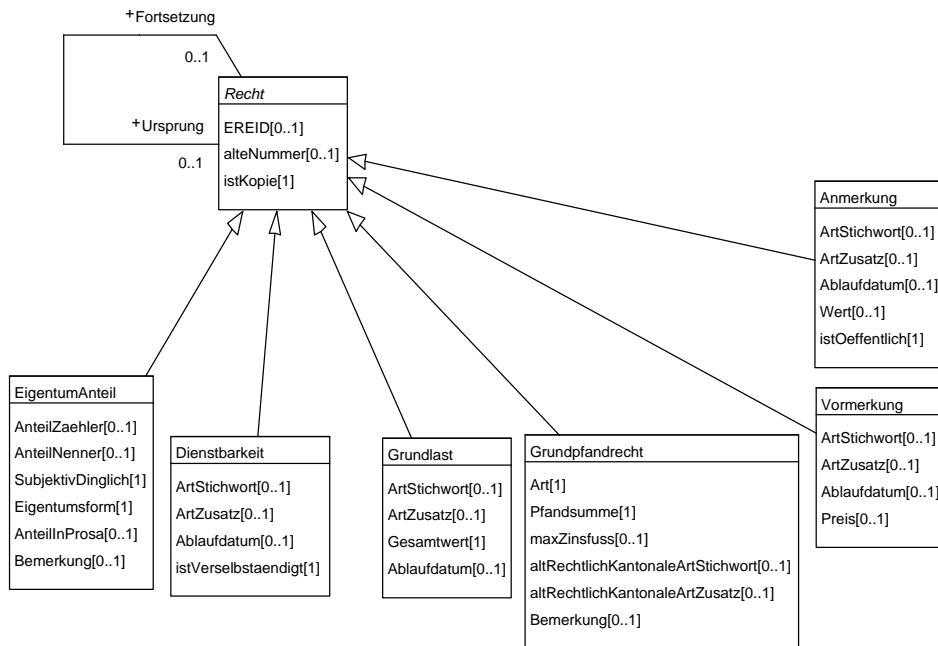 +Fortsetzung
0..1
Recht
EREID[0..1]
alteNummer[0..1]
istKopie[1]
+Ursprung
0..1
Anmerkung
ArtStichwort[0..1]
ArtZusatz[0..1]
Ablaufdatum[0..1]
Wert[0..1]
istOeffentlich[1]
EigentumAnteil
AnteilZaehler[0..1]
AnteilNenner[0..1]
SubjektivDinglich[1]
Eigentumsform[1]
AnteilInProsa[0..1]
Bemerkung[0..1]
Dienstbarkeit
ArtStichwort[0..1]
ArtZusatz[0..1]
Ablaufdatum[0..1]
istVerselbstaendigt[1]
Grundlast
ArtStichwort[0..1]
ArtZusatz[0..1]
Gesamtwert[1]
Ablaufdatum[0..1]
Grundpfandrecht
Art[1]
Pfandsumme[1]
maxZinsfuss[0..1]
altRechtlichKantonaleArtStichwort[0..1]
altRechtlichKantonaleArtZusatz[0..1]
Bemerkung[0..1]
Vormerkung
ArtStichwort[0..1]
ArtZusatz[0..1]
Ablaufdatum[0..1]
Preis[0..1]